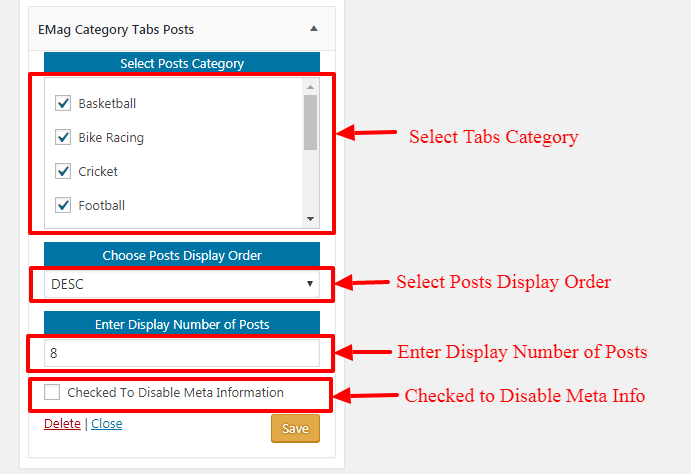 EMag Category Tabs Posts
Select Posts Category
Basketball
Bike Racing
Cricket
Football
Select Tabs Category
Choose Posts Display Order
DESC
Select Posts Display Order
Enter Display Number of Posts
8
Enter Display Number of Posts
Checked To Disable Meta Information
Checked to Disable Meta Info
Delete | Close
Save